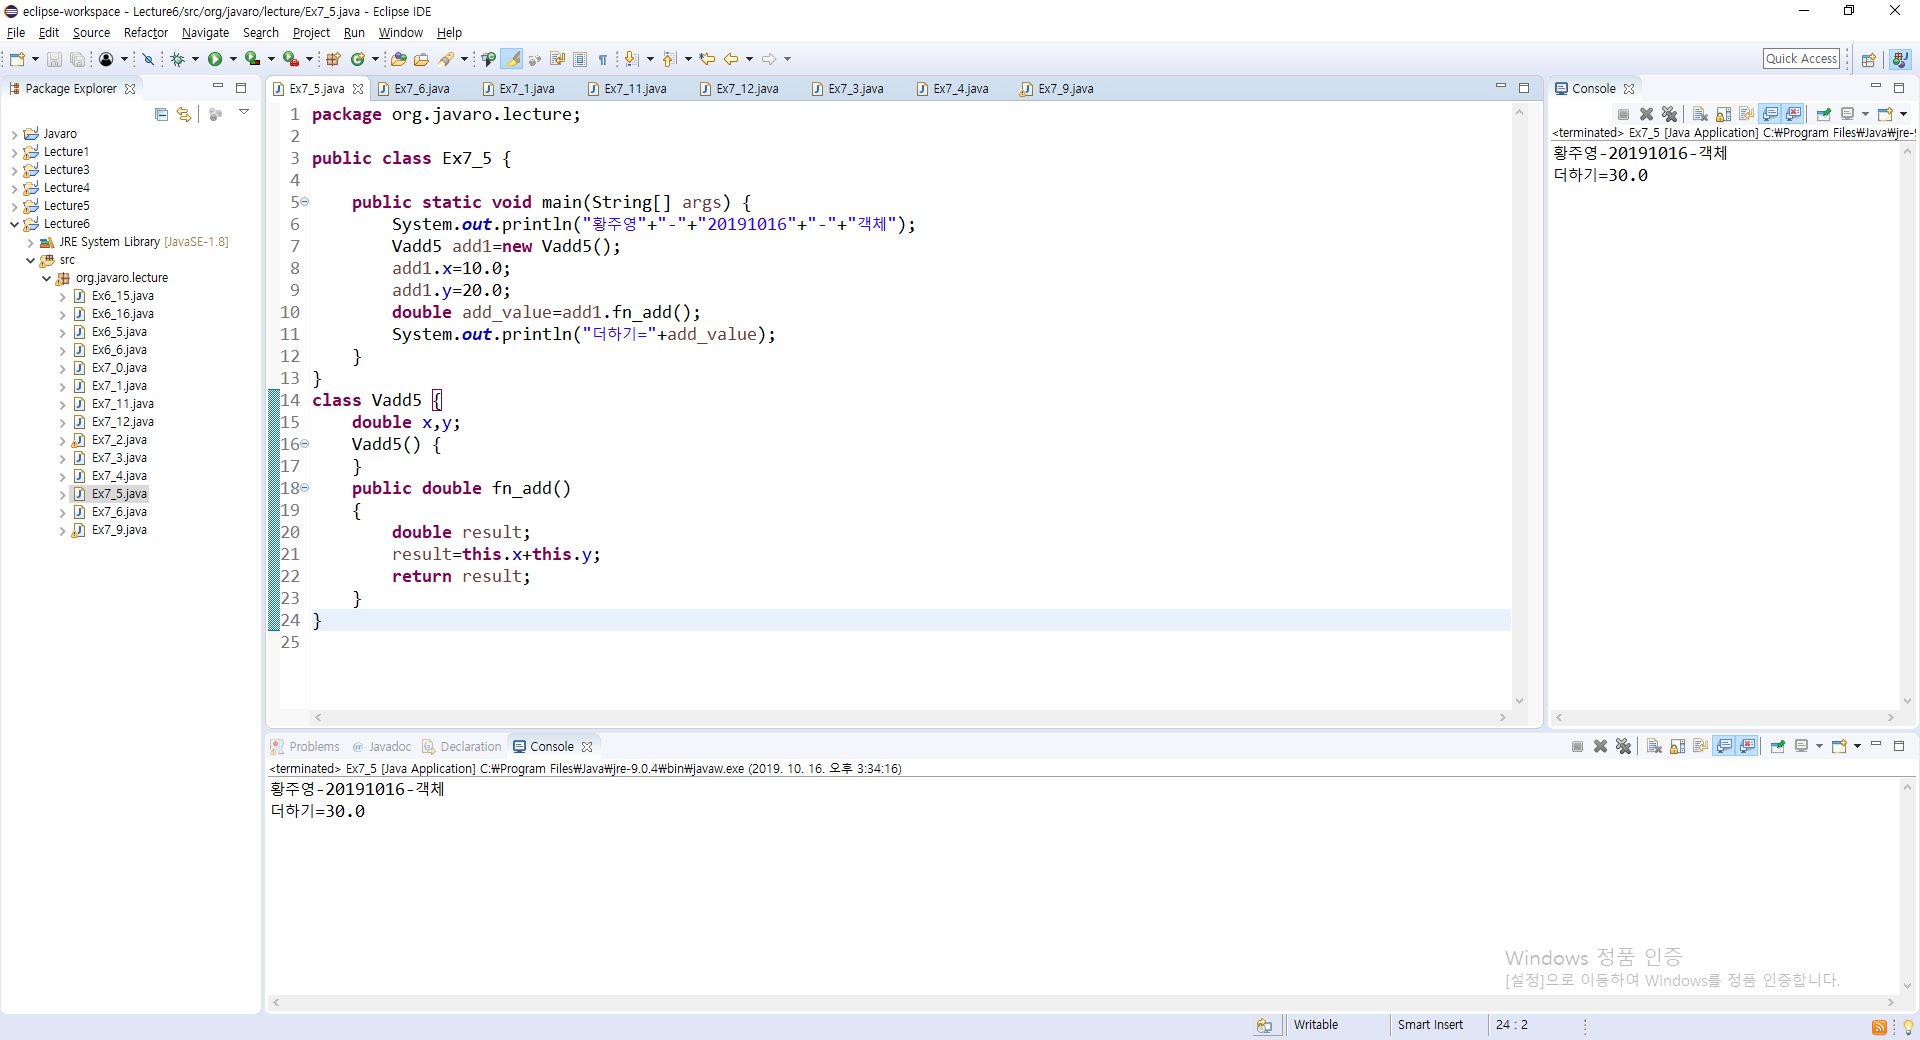 eclipse-workspace - Lecture6/src/org/javaro/lecture/Ex7_5.java - Eclipse IDE
File Edit Source Refactor Navigate Search Project Run Window Help
Quick Access
Package Explorer
Javaro
Lecture1
Lecture3
Lecture4
Lecture5
Lecture6
JRE System Library [JavaSE-1.8]
src
org.javaro.lecture
Ex6_15.java
Ex6_16.java
Ex6_5.java
Ex6_6.java
Ex7_0.java
Ex7_1.java
Ex7_11.java
Ex7_12.java
Ex7_2.java
Ex7_3.java
Ex7_4.java
Ex7_5.java
Ex7_6.java
Ex7_9.java
Ex7_5.java Ex7_6.java Ex7_1.java Ex7_11.java Ex7_12.java Ex7_3.java Ex7_4.java Ex7_9.java
1 package org.javaro.lecture;
2
3 public class Ex7_5 {
4
5 public static void main(String[] args) {
6 System.out.println("황주영"+"-"+"20191016"+"-"+"객체");
7 Vadd5 add1=new Vadd5();
8 add1.x=10.0;
9 add1.y=20.0;
10 double add_value=add1.fn_add();
11 System.out.println("더하기="+add_value);
12 }
13 }
14 class Vadd5 {
15 double x,y;
16 Vadd5() {
17 }
18 public double fn_add()
19 {
20 double result;
21 result=this.x+this.y;
22 return result;
23 }
24 }
25
Console
<terminated> Ex7_5 [Java Application] C:₩Program Files₩Java₩jre-9
황주영-20191016-객체
더하기=30.0
Problems @ Javadoc Declaration Console
<terminated> Ex7_5 [Java Application] C:₩Program Files₩Java₩jre-9.0.4₩bin₩javaw.exe (2019. 10. 16. 오후 3:34:16)
황주영-20191016-객체
더하기=30.0
Windows 정품 인증
[설정]으로 이동하여 Windows를 정품 인증합니다.
Writable Smart Insert 24 : 2